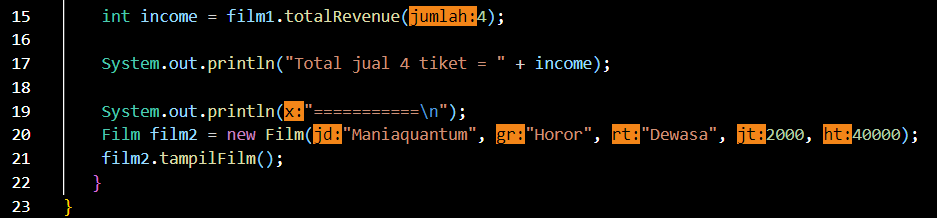 15 int income = film1.totalRevenue(jumlah:4);
16
17 System.out.println("Total jual 4 tiket = " + income);
18
19 System.out.println(x:"===========\n");
20 Film film2 = new Film(jd:"Maniaquantum", gr:"Horor", rt:"Dewasa", jt:2000, ht:40000);
21 film2.tampilFilm();
22 }
23 }